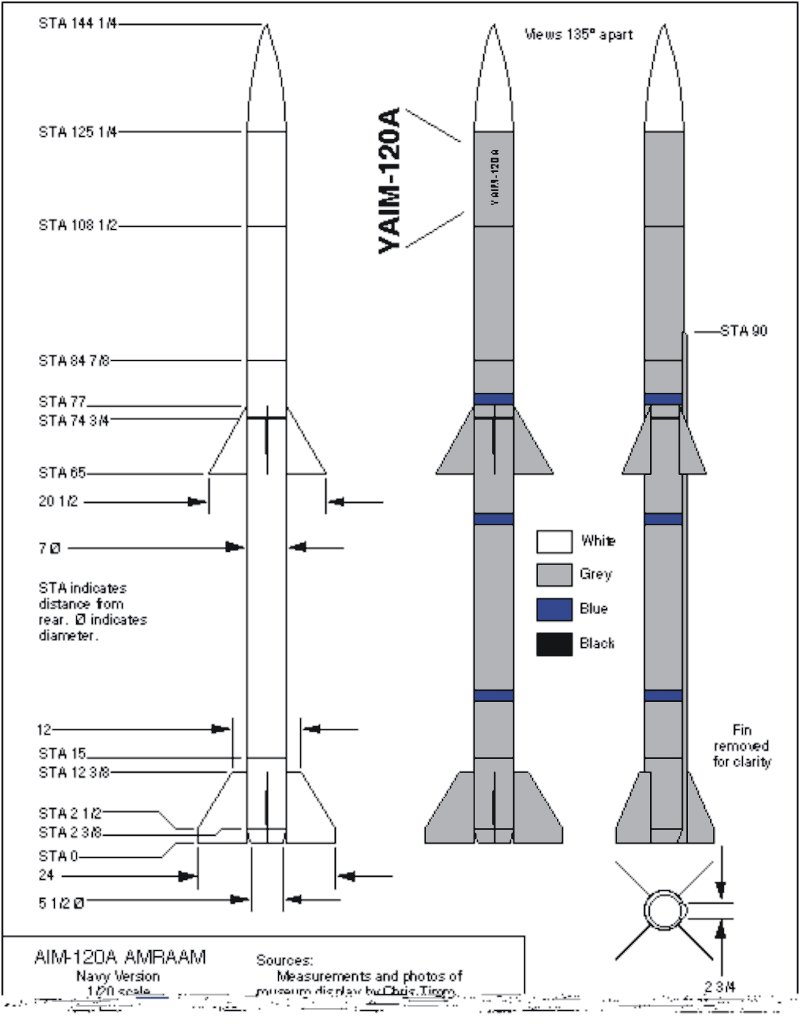 STA 144 1/4
Views 135° apart
STA 125 1/4
YAIM-120A
YAIM-120A
STA 108 1/2
STA 90
STA 84 7/8
STA 77
STA 74 3/4
STA 65
20 1/2
7 Ø
White
Grey
Blue
Black
STA indicates
distance from
rear. Ø indicates
diameter.
12
STA 15
STA 12 3/8
Fin
removed
for clarity
STA 2 1/2
STA 2 3/8
STA 0
24
5 1/2 Ø
2 3/4
AIM-120A AMRAAM
Navy Version
1/20 scale
Sources:
Measurements and photos of
museum display by Chris Timm